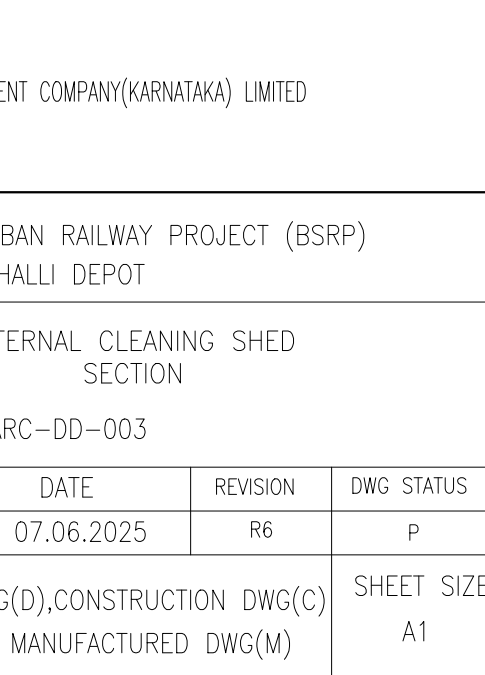 ENT COMPANY(KARNATAKA) LIMITED
BAN RAILWAY PROJECT (BSRP)
HALLI DEPOT
TERNAL CLEANING SHED
SECTION
ARC-DD-003
DATE REVISION DWG STATUS
07.06.2025 R6 P
G(D),CONSTRUCTION DWG(C) SHEET SIZE
MANUFACTURED DWG(M) A1